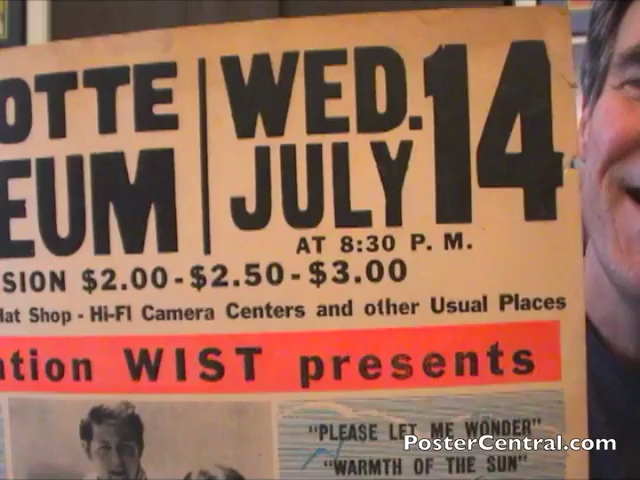 OTTE
WED.
14
EUM
JULY
AT 8:30 P. M.
SION $2.00-$2.50-$3.00
Hat Shop - Hi-FI Camera Centers and other Usual Places
ation WIST presents
"PLEASE LET ME WONDER"
"WARMTH OF THE SUN"
PosterCentral.com